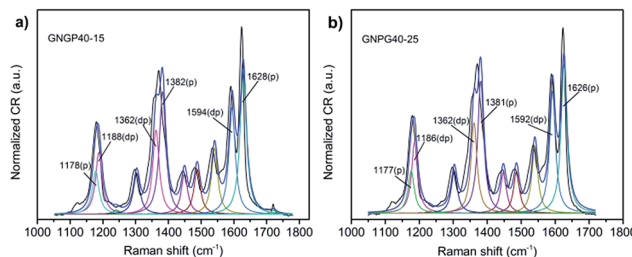 a)
GNGP40-15
1382(p)
1628(p)
1362(dp)
1594(dp)
1188(dp)
1178(p)
Normalized CR (a.u.)
1000 1100 1200 1300 1400 1500 1600 1700 1800
Raman shift (cm-1)
b)
GNPG40-25
1381(p)
1626(p)
1362(dp)
1592(dp)
1186(dp)
1177(p)
Normalized CR (a.u.)
1000 1100 1200 1300 1400 1500 1600 1700 1800
Raman shift (cm-1)